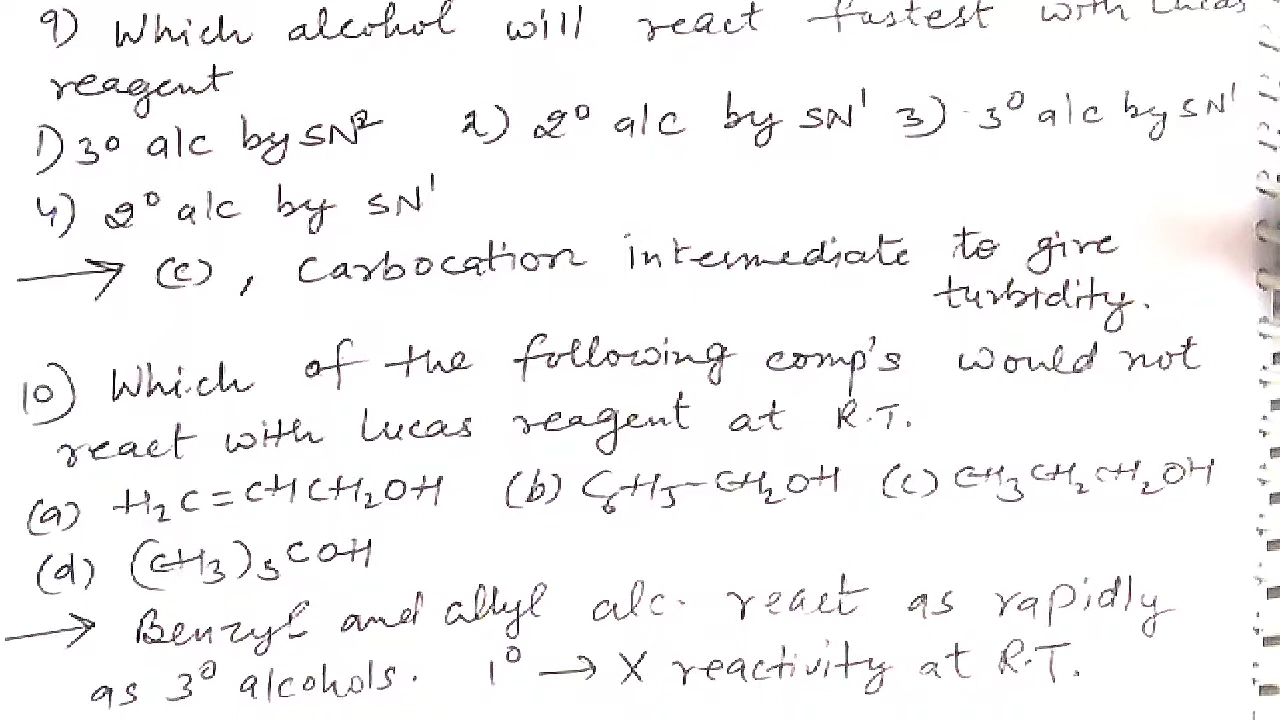 9) Which alcohol will react fastest with Lucas
reagent
1) 3° alc by SN2 2) 2° alc by SN1 3) 3° alc by SN1
4) 2° alc by SN1
→ (c), Carbocation intermediate to give
turbidity.
10) Which of the following comp's would not
react with Lucas reagent at R.T.
(a) H2C=CHCH2OH (b) C6H5-CH2OH (c) CH3CH2CH2OH
(d) (CH3)3COH
→ Benzyl and allyl alc. react as rapidly
as 3° alcohols. 1° → X reactivity at R.T.